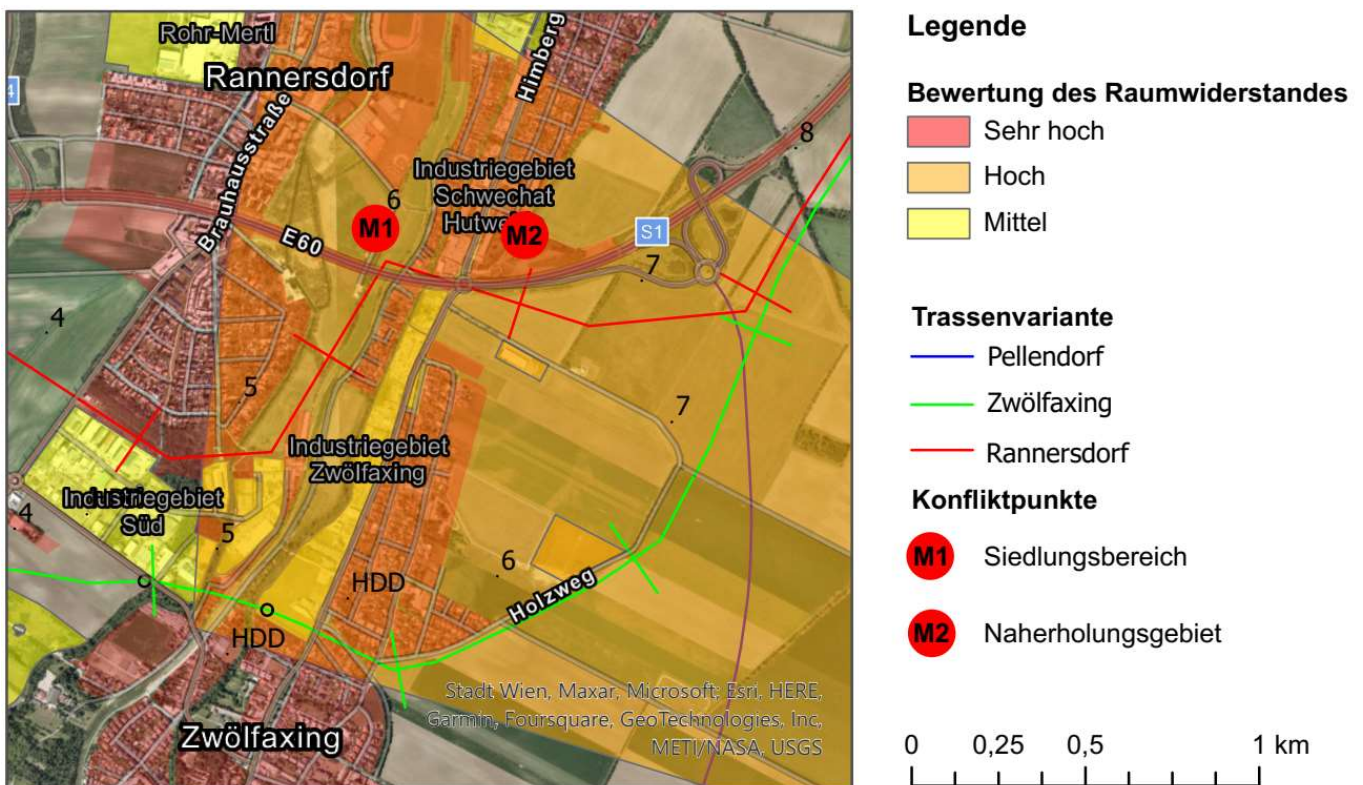 Rohr-Mertl
Rannersdorf
Himberg
4
8
Brauhausstraße
6
Industriegebiet
Schwechat
M1
M2
S1
E60
7
4
5
7
Industriegebiet
Zwölfaxing
Industriegebiet
Süd
4
5
6
HDD
Holzweg
HDD
Zwölfaxing
Stadt Wien, Maxar, Microsoft; Esri, HERE,
Garmin, Foursquare, GeoTechnologies, Inc,
METI/NASA, USGS
Legende
Bewertung des Raumwiderstandes
Sehr hoch
Hoch
Mittel
Trassenvariante
Pellendorf
Zwölfaxing
Rannersdorf
Konfliktpunkte
M1 Siedlungsbereich
M2 Naherholungsgebiet
0 0,25 0,5 1 km